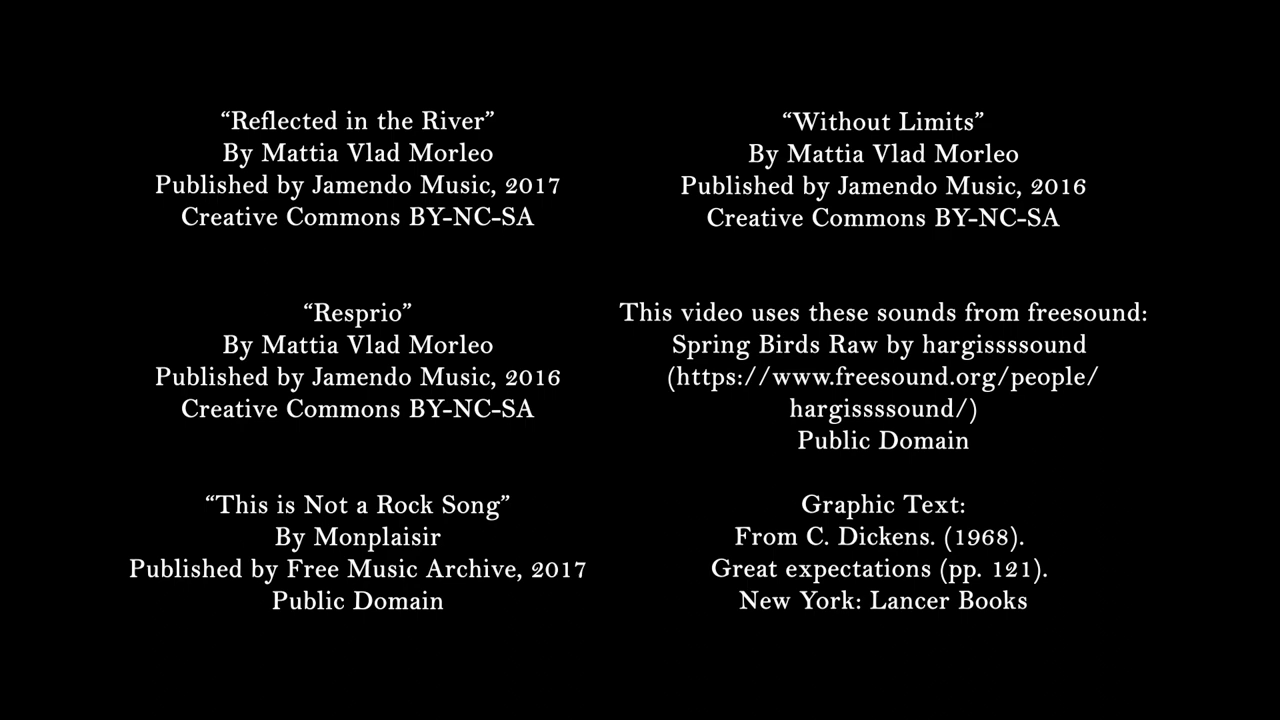 “Reflected in the River”
By Mattia Vlad Morleo
Published by Jamendo Music, 2017
Creative Commons BY-NC-SA
“Without Limits”
By Mattia Vlad Morleo
Published by Jamendo Music, 2016
Creative Commons BY-NC-SA
“Resprio”
By Mattia Vlad Morleo
Published by Jamendo Music, 2016
Creative Commons BY-NC-SA
This video uses these sounds from freesound:
Spring Birds Raw by hargissssound
(https://www.freesound.org/people/
hargissssound/)
Public Domain
“This is Not a Rock Song”
By Monplaisir
Published by Free Music Archive, 2017
Public Domain
Graphic Text:
From C. Dickens. (1968).
Great expectations (pp. 121).
New York: Lancer Books